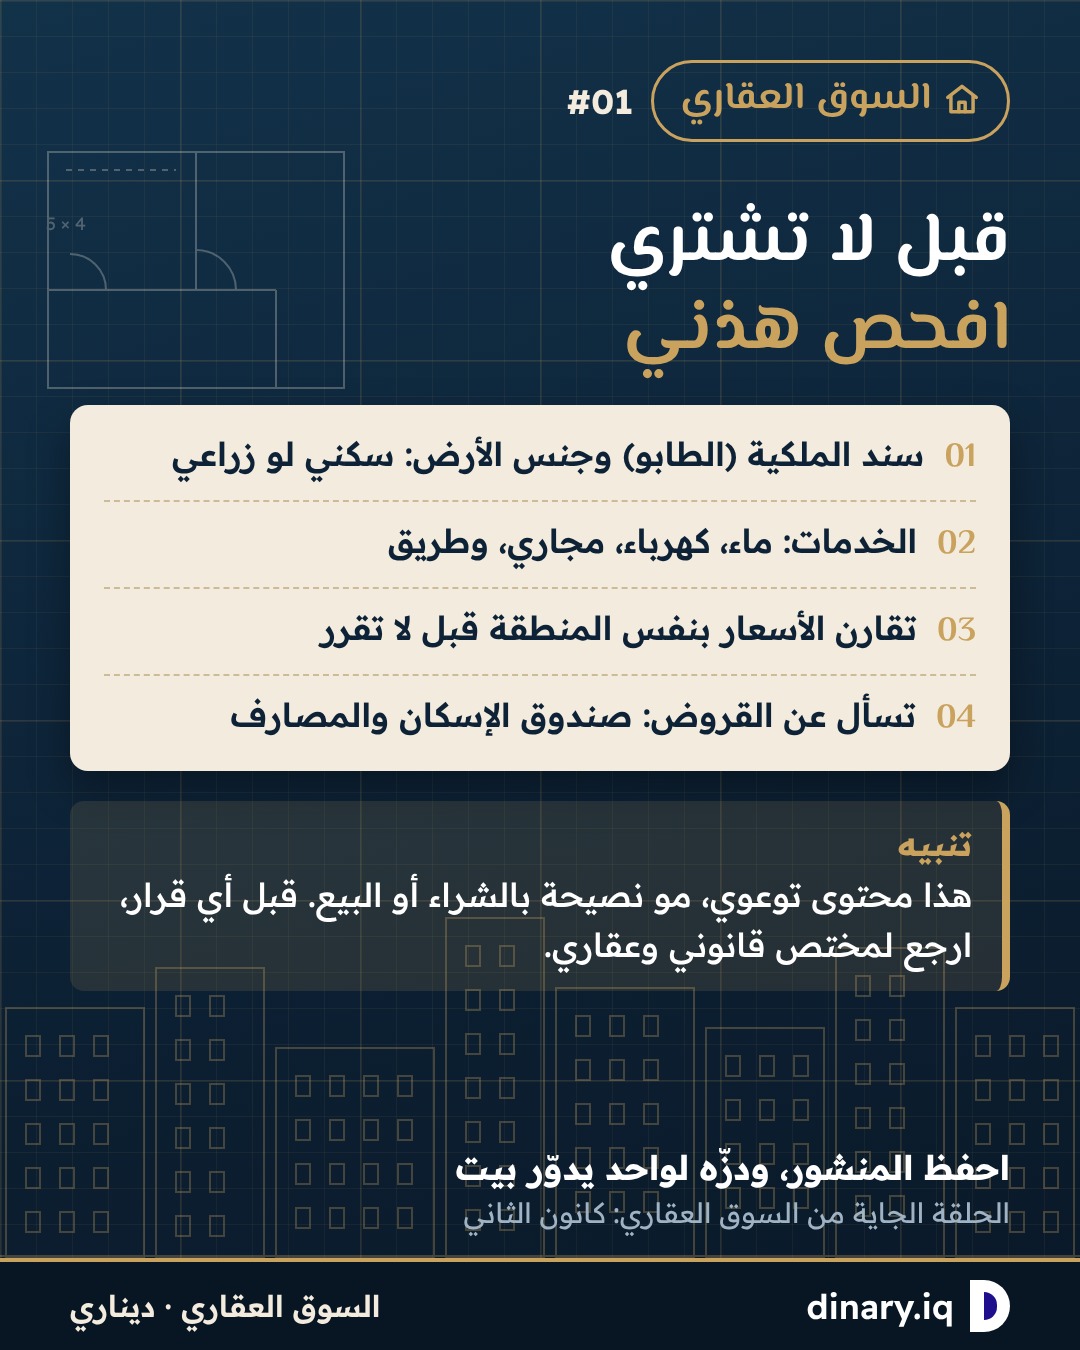 السوق العقاري #01
5 × 4
قبل لا تشتري
افحص هذني
01 سند الملكية (الطابو) وجنس الأرض: سكني لو زراعي
02 الخدمات: ماء، كهرباء، مجاري، وطريق
03 تقارن الأسعار بنفس المنطقة قبل لا تقرر
04 تسأل عن القروض: صندوق الإسكان والمصارف
تنبيه
هذا محتوى توعوي، مو نصيحة بالشراء أو البيع. قبل أي قرار،
ارجع لمختص قانوني وعقاري.
احفظ المنشور، ودزّه لواحد يدوّر بيت
الحلقة الجاية من السوق العقاري: كانون الثاني
dinary.iq
السوق العقاري · ديناري